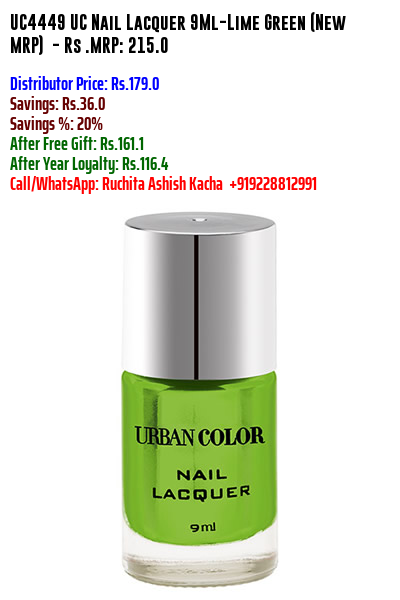 UC4449 UC Nail Lacquer 9Ml-Lime Green (New
MRP) - Rs .MRP: 215.0
Distributor Price: Rs.179.0
Savings: Rs.36.0
Savings %: 20%
After Free Gift: Rs.161.1
After Year Loyalty: Rs.116.4
Call/WhatsApp: Ruchita Ashish Kacha +919228812991
URBAN COLOR
NAIL
LACQUER
9ml